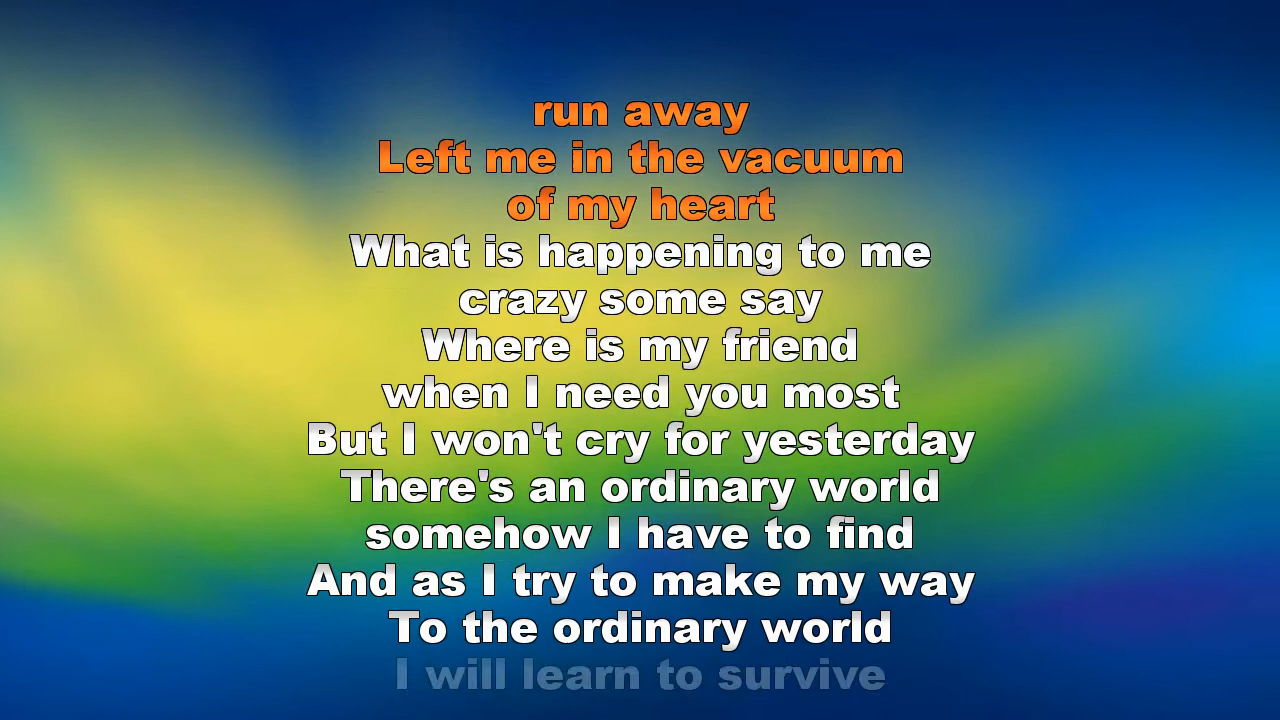 run away
Left me in the vacuum
of my heart
What is happening to me
crazy some say
Where is my friend
when I need you most
But I won't cry for yesterday
There's an ordinary world
somehow I have to find
And as I try to make my way
To the ordinary world
I will learn to survive